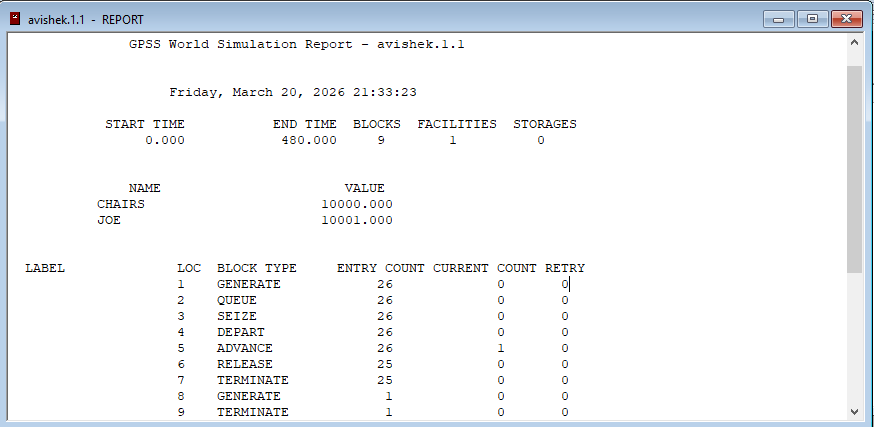 avishek.1.1 - REPORT
GPSS World Simulation Report - avishek.1.1
Friday, March 20, 2026 21:33:23
START TIME END TIME BLOCKS FACILITIES STORAGES
0.000 480.000 9 1 0
NAME VALUE
CHAIRS 10000.000
JOE 10001.000
LABEL LOC BLOCK TYPE ENTRY COUNT CURRENT COUNT RETRY
1 GENERATE 26 0 0
2 QUEUE 26 0 0
3 SEIZE 26 0 0
4 DEPART 26 0 0
5 ADVANCE 26 1 0
6 RELEASE 25 0 0
7 TERMINATE 25 0 0
8 GENERATE 1 0 0
9 TERMINATE 1 0 0